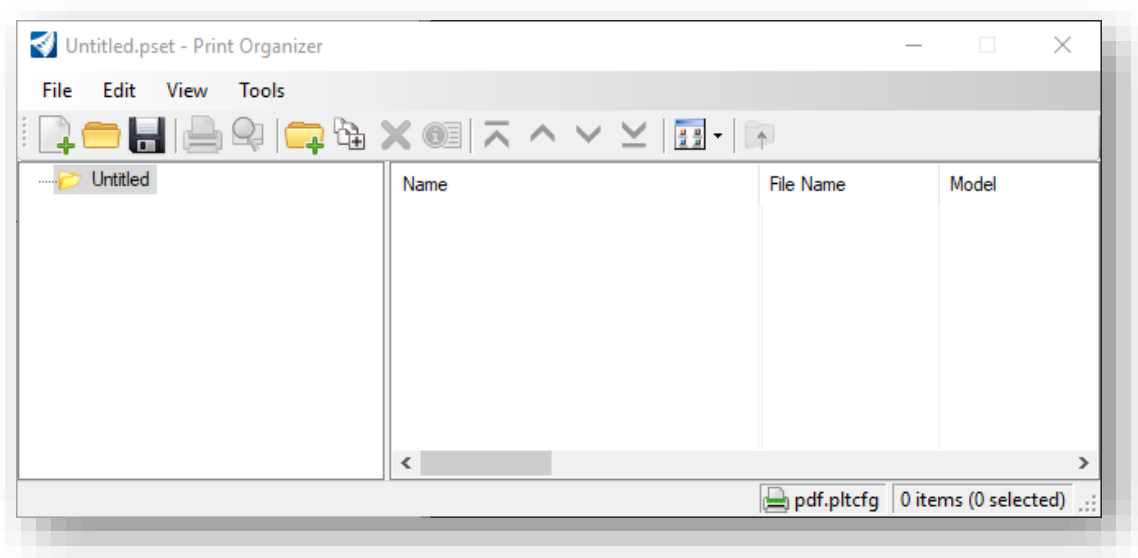 Untitled.pset - Print Organizer
File Edit View Tools
Untitled
Name File Name Model
pdf.pltcfg 0 items (0 selected)